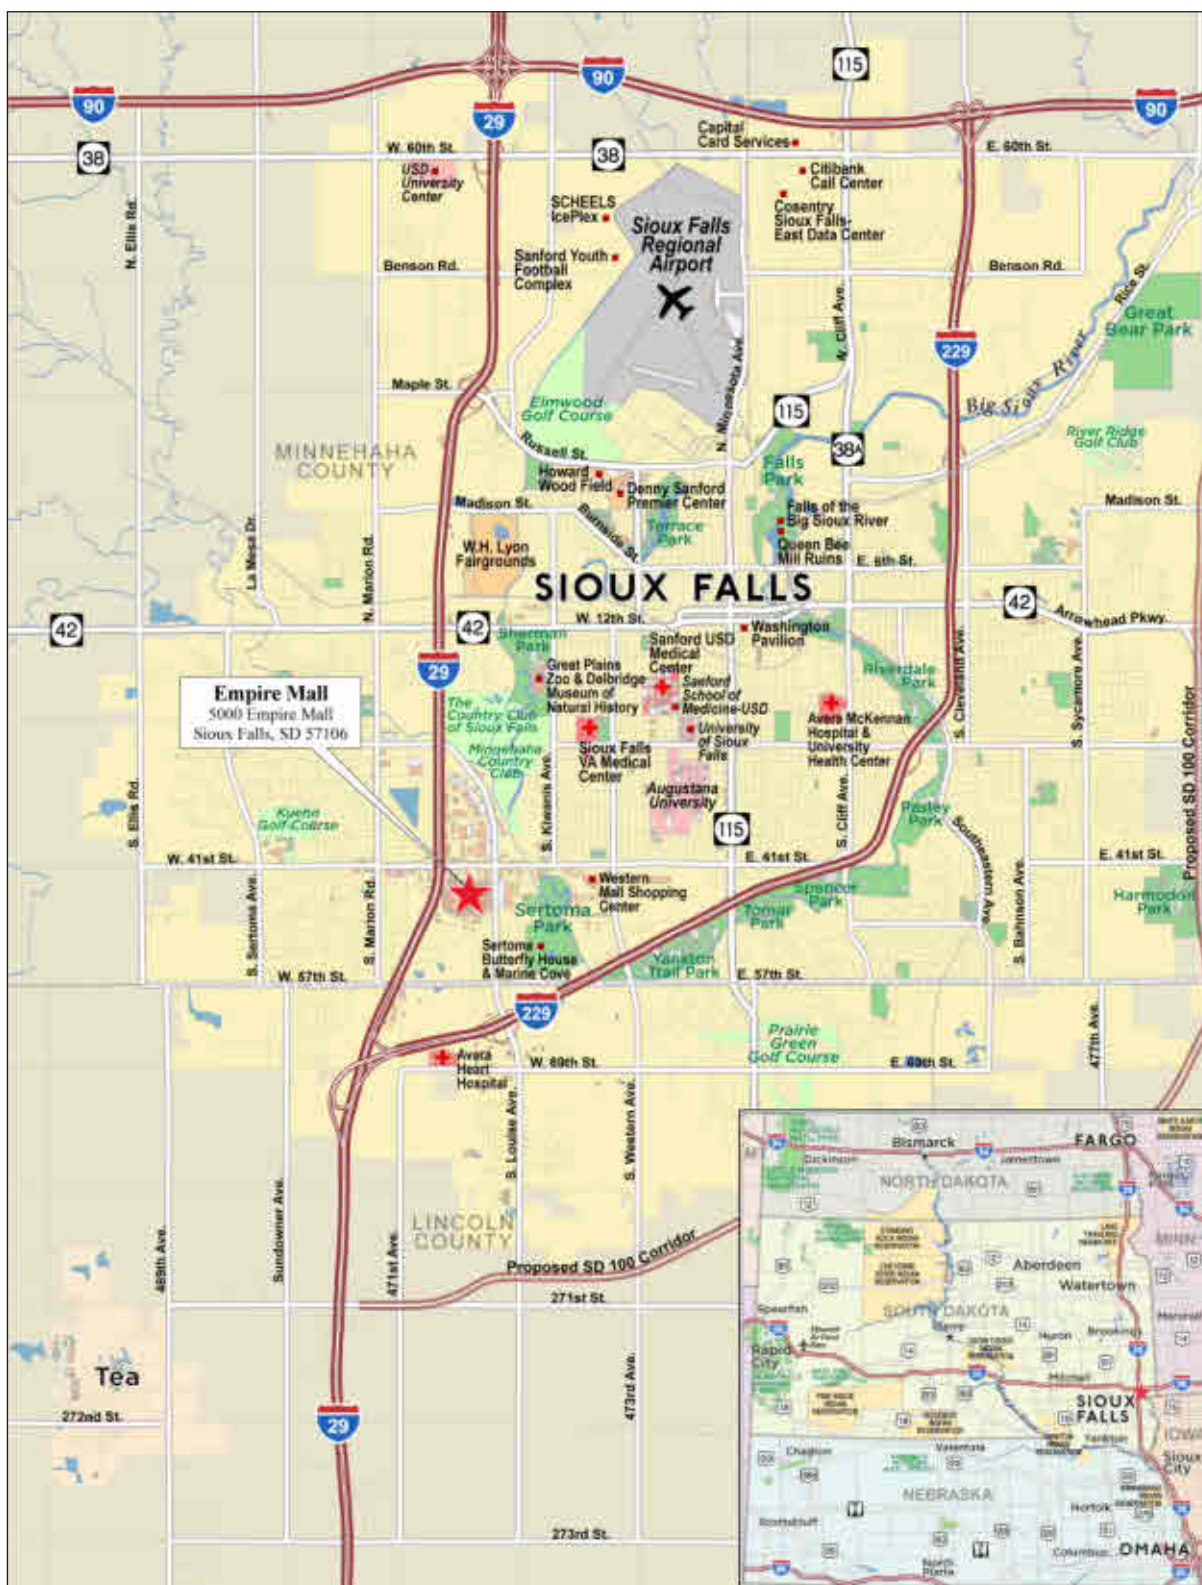 115
90
90
90
29
38
W. 60th St.
38
Capital
Card Services
E. 60th St.
USD
University
Center
Citibank
Call Center
SCHEELS
IcePlex
Cosentry
Sioux Falls-
East Data Center
N. Ellis Rd.
Sioux Falls
Regional
Airport
Sanford Youth
Football
Complex
Benson Rd.
Benson Rd.
Rice St.
N. Cliff Ave.
Great
Bear Park
229
Big Sioux River
N. Minnesota Ave.
Maple St.
Elmwood
Golf Course
115
Russell St.
38A
River Ridge
Golf Club
MINNEHAHA
COUNTY
Falls
Park
Howard
Wood Field
Denny Sanford
Premier Center
Madison St.
Madison St.
Falls of the
Big Sioux River
Burnside St.
Terrace
Park
La Mesa Dr.
N. Marion Rd.
W.H. Lyon
Fairgrounds
Queen Bee
Mill Ruins
E. 6th St.
SIOUX FALLS
42
42
42
W. 12th St.
Arrowhead Pkwy.
Sherman
Park
Washington
Pavilion
Sanford USD
Medical
Center
29
Great Plains
Zoo & Delbridge
Museum of
Natural History
Sanford
School of
Medicine-USD
Riverdale
Park
S. Cleveland Ave.
S. Sycamore Ave.
Proposed SD 100 Corridor
Empire Mall
5000 Empire Mall
Sioux Falls, SD 57106
The
Country Club
of Sioux Falls
Minnehaha
Country
Club
Sioux Falls
VA Medical
Center
University
of Sioux
Falls
Avera McKennan
Hospital &
University
Health Center
S. Ellis Rd.
S. Kiwanis Ave.
Augustana
University
S. Cliff Ave.
Pasley
Park
Kuehn
Golf Course
115
Southeastern Ave.
W. 41st St.
E. 41st St.
E. 41st St.
S. Sertoma Ave.
S. Marion Rd.
Western
Mall Shopping
Center
Spencer
Park
Tomar
Park
S. Bahnson Ave.
Harmodon
Park
Sertoma
Park
Sertoma
Butterfly House
& Marine Cove
Yankton
Trail Park
W. 57th St.
E. 57th St.
229
Prairie
Green
Golf Course
477th Ave.
Avera
Heart
Hospital
W. 69th St.
E. 69th St.
S. Louise Ave.
S. Western Ave.
469th Ave.
Sundowner Ave.
471st Ave.
LINCOLN
COUNTY
Proposed SD 100 Corridor
271st St.
Tea
272nd St.
29
473rd Ave.
273rd St.
Bismarck
FARGO
Dickinson
Jamestown
NORTH DAKOTA
Aberdeen
Watertown
Spearfish
SOUTH DAKOTA
Pierre
Huron
Brookings
Marshall
Rapid
City
Mitchell
SIOUX
FALLS
Yankton
IOWA
Chadron
Valentine
Sioux
City
NEBRASKA
Norfolk
Scottsbluff
Columbus
OMAHA
North
Platte